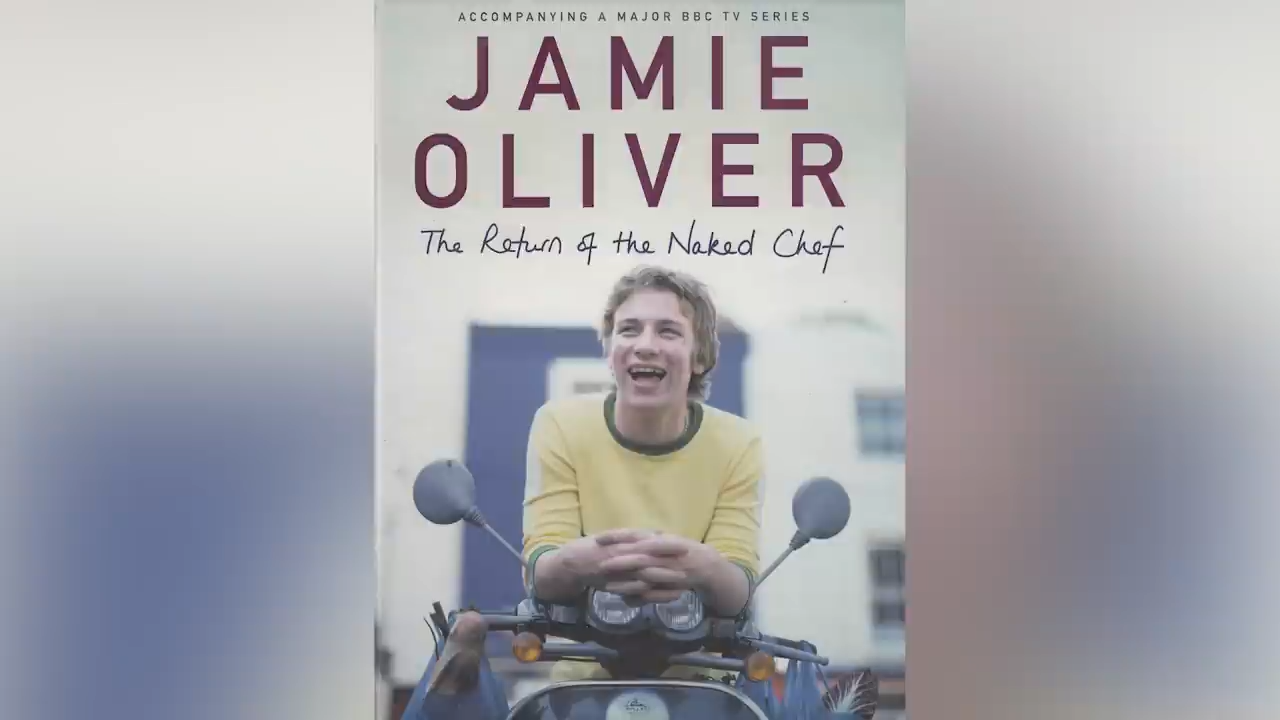 ACCOMPANYING A MAJOR BBC TV SERIES
JAMIE
OLIVER
The Return of the Naked Chef